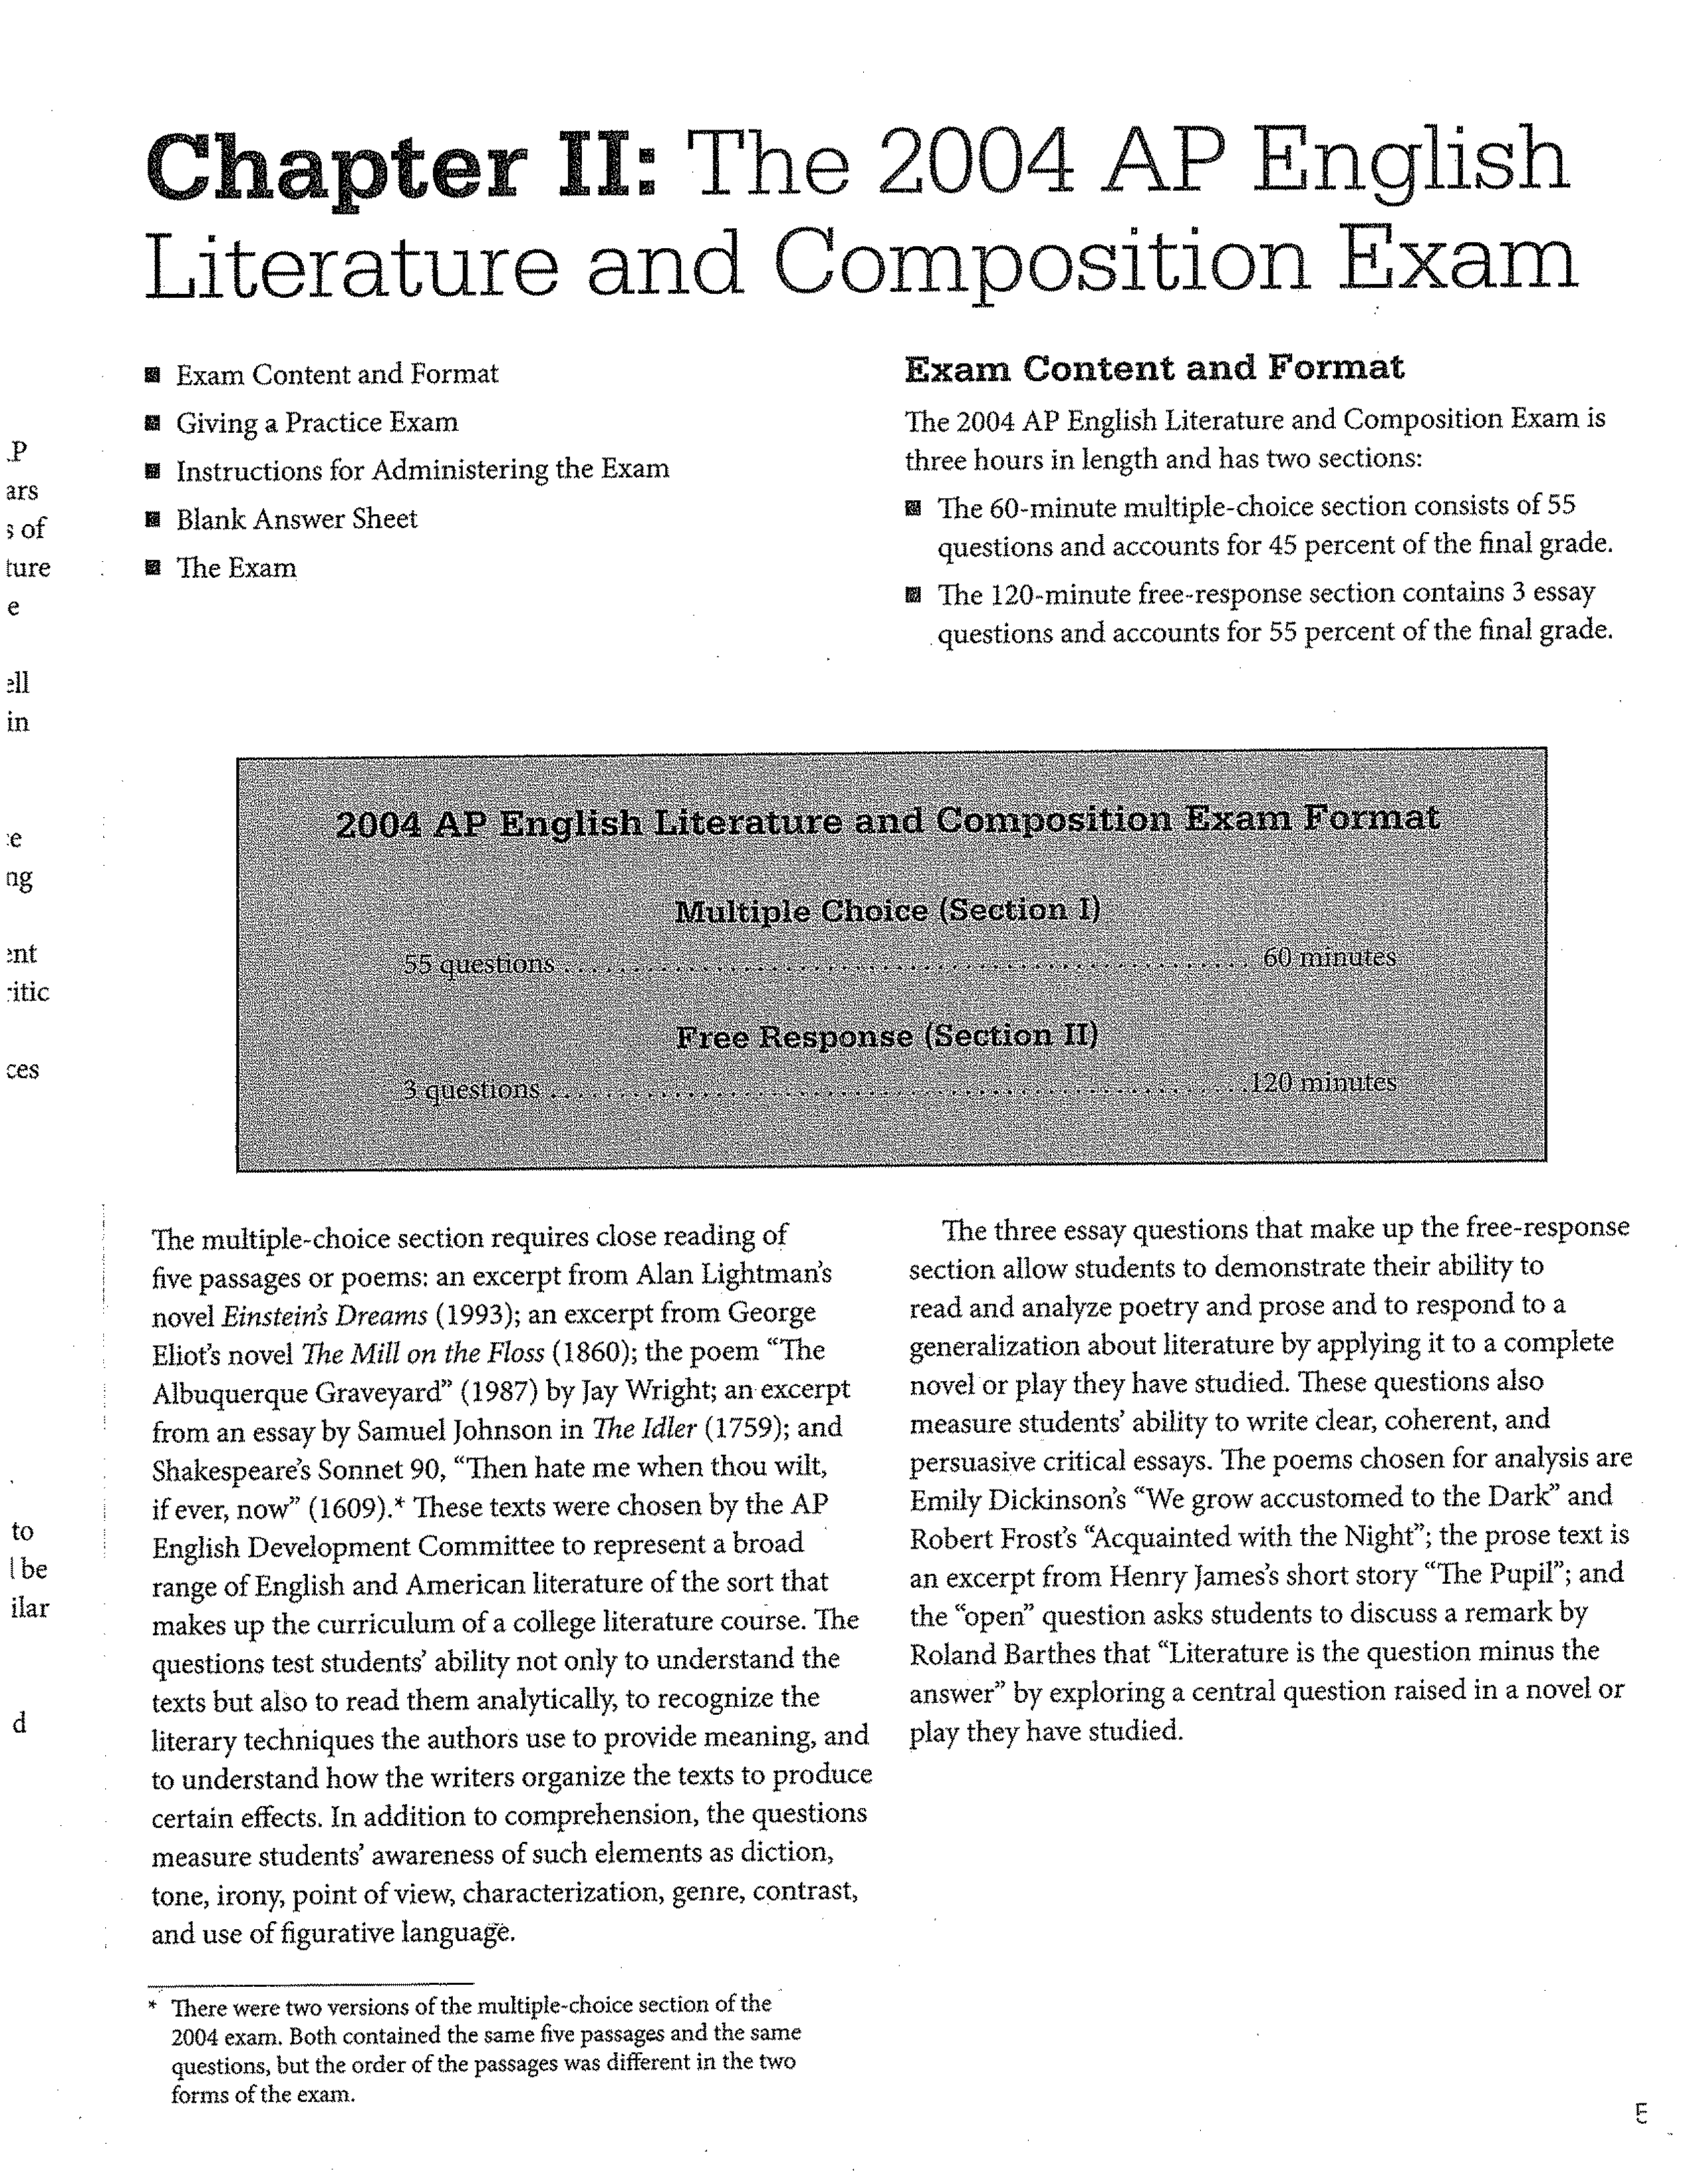 Chapter II: The 2004 AP English
Literature and Composition Exam
■ Exam Content and Format
■ Giving a Practice Exam
■ Instructions for Administering the Exam
■ Blank Answer Sheet
■ The Exam
Exam Content and Format
The 2004 AP English Literature and Composition Exam is
three hours in length and has two sections:
■ The 60-minute multiple-choice section consists of 55
questions and accounts for 45 percent of the final grade.
■ The 120-minute free-response section contains 3 essay
questions and accounts for 55 percent of the final grade.
P
ars
s of
ture
e
ell
in
e
ng
ent
ritic
ces
to
l be
ilar
d
2004 AP English Literature and Composition Exam Format
Multiple Choice (Section I)
55 questions . . . . . . . . . . . . . . . . . . . . . . . . . . . . . . 60 minutes
Free Response (Section II)
3 questions . . . . . . . . . . . . . . . . . . . . . . . . . . . . . . 120 minutes
The multiple-choice section requires close reading of
five passages or poems: an excerpt from Alan Lightman's
novel Einstein's Dreams (1993); an excerpt from George
Eliot's novel The Mill on the Floss (1860); the poem “The
Albuquerque Graveyard” (1987) by Jay Wright; an excerpt
from an essay by Samuel Johnson in The Idler (1759); and
Shakespeare's Sonnet 90, “Then hate me when thou wilt,
if ever, now” (1609).* These texts were chosen by the AP
English Development Committee to represent a broad
range of English and American literature of the sort that
makes up the curriculum of a college literature course. The
questions test students' ability not only to understand the
texts but also to read them analytically, to recognize the
literary techniques the authors use to provide meaning, and
to understand how the writers organize the texts to produce
certain effects. In addition to comprehension, the questions
measure students' awareness of such elements as diction,
tone, irony, point of view, characterization, genre, contrast,
and use of figurative language.
The three essay questions that make up the free-response
section allow students to demonstrate their ability to
read and analyze poetry and prose and to respond to a
generalization about literature by applying it to a complete
novel or play they have studied. These questions also
measure students' ability to write clear, coherent, and
persuasive critical essays. The poems chosen for analysis are
Emily Dickinson's “We grow accustomed to the Dark” and
Robert Frost's “Acquainted with the Night”; the prose text is
an excerpt from Henry James's short story “The Pupil”; and
the “open” question asks students to discuss a remark by
Roland Barthes that “Literature is the question minus the
answer” by exploring a central question raised in a novel or
play they have studied.
* There were two versions of the multiple-choice section of the
2004 exam. Both contained the same five passages and the same
questions, but the order of the passages was different in the two
forms of the exam.
5